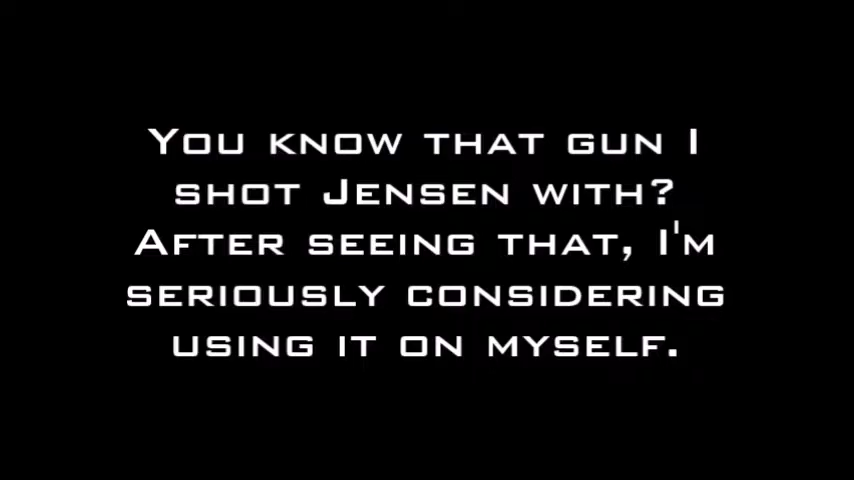 You know that gun I
shot Jensen with?
After seeing that, I'm
seriously considering
using it on myself.